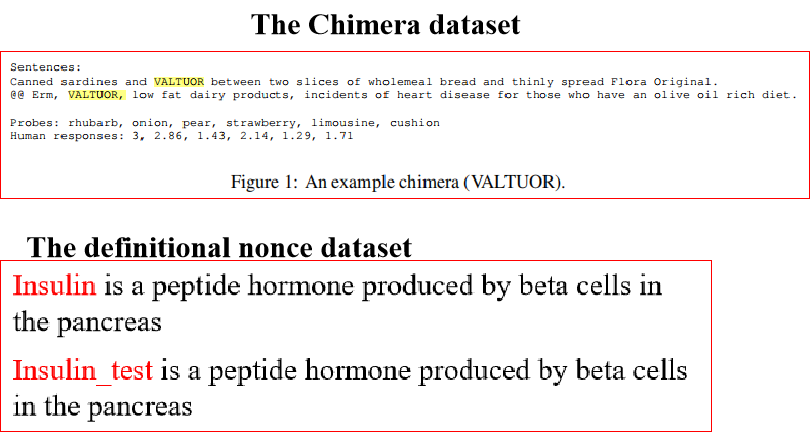 The Chimera dataset
Sentences:
Canned sardines and VALTUOR between two slices of wholemeal bread and thinly spread Flora Original.
@@ Erm, VALTUOR, low fat dairy products, incidents of heart disease for those who have an olive oil rich diet.
Probes: rhubarb, onion, pear, strawberry, limousine, cushion
Human responses: 3, 2.86, 1.43, 2.14, 1.29, 1.71
Figure 1: An example chimera (VALTUOR).
The definitional nonce dataset
Insulin is a peptide hormone produced by beta cells in
the pancreas
Insulin_test is a peptide hormone produced by beta cells
in the pancreas